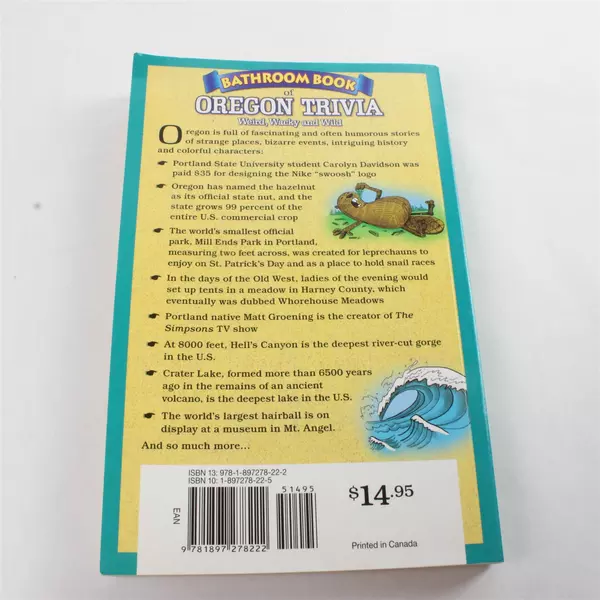 BATHROOM BOOK
of
OREGON TRIVIA
Weird, Wacky and Wild
Oregon is full of fascinating and often humorous stories
of strange places, bizarre events, intriguing history
and colorful characters:
Portland State University student Carolyn Davidson was
paid $35 for designing the Nike "swoosh" logo
Oregon has named the hazelnut
as its official state nut, and the
state grows 99 percent of the
entire U.S. commercial crop
The world's smallest official
park, Mill Ends Park in Portland,
measuring two feet across, was created for leprechauns to
enjoy on St. Patrick's Day and as a place to hold snail races
In the days of the Old West, ladies of the evening would
set up tents in a meadow in Harney County, which
eventually was dubbed Whorehouse Meadows
Portland native Matt Groening is the creator of The
Simpsons TV show
At 8000 feet, Hell's Canyon is the deepest river-cut gorge
in the U.S.
Crater Lake, formed more than 6500 years
ago in the remains of an ancient
volcano, is the deepest lake in the U.S.
The world's largest hairball is on
display at a museum in Mt. Angel.
And so much more...
ISBN 13: 978-1-897278-22-2
ISBN 10: 1-897278-22-5
51495
$14.95
EAN
9 781897 278222
Printed in Canada